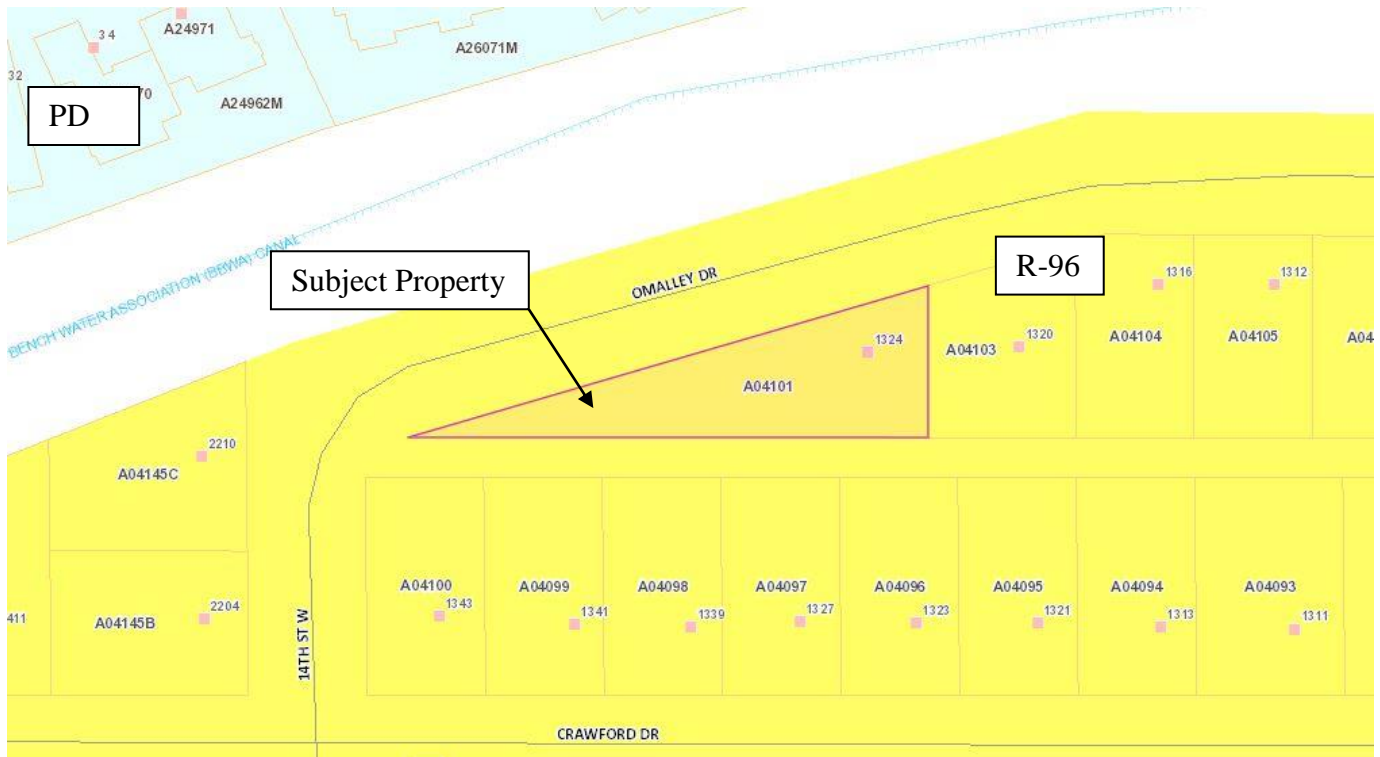 34
A24971
A26071M
32
70
A24962M
PD
BENCH WATER ASSOCIATION (BBWA) CANAL
Subject Property
OMALLEY DR
R-96
1316
1312
1324
1320
A04103
A04104
A04105
A04
A04101
2210
A04145C
A04100
A04099
A04098
A04097
A04096
A04095
A04094
A04093
1343
1341
1339
1327
1323
1321
1313
1311
411
A04145B
2204
14TH ST W
CRAWFORD DR